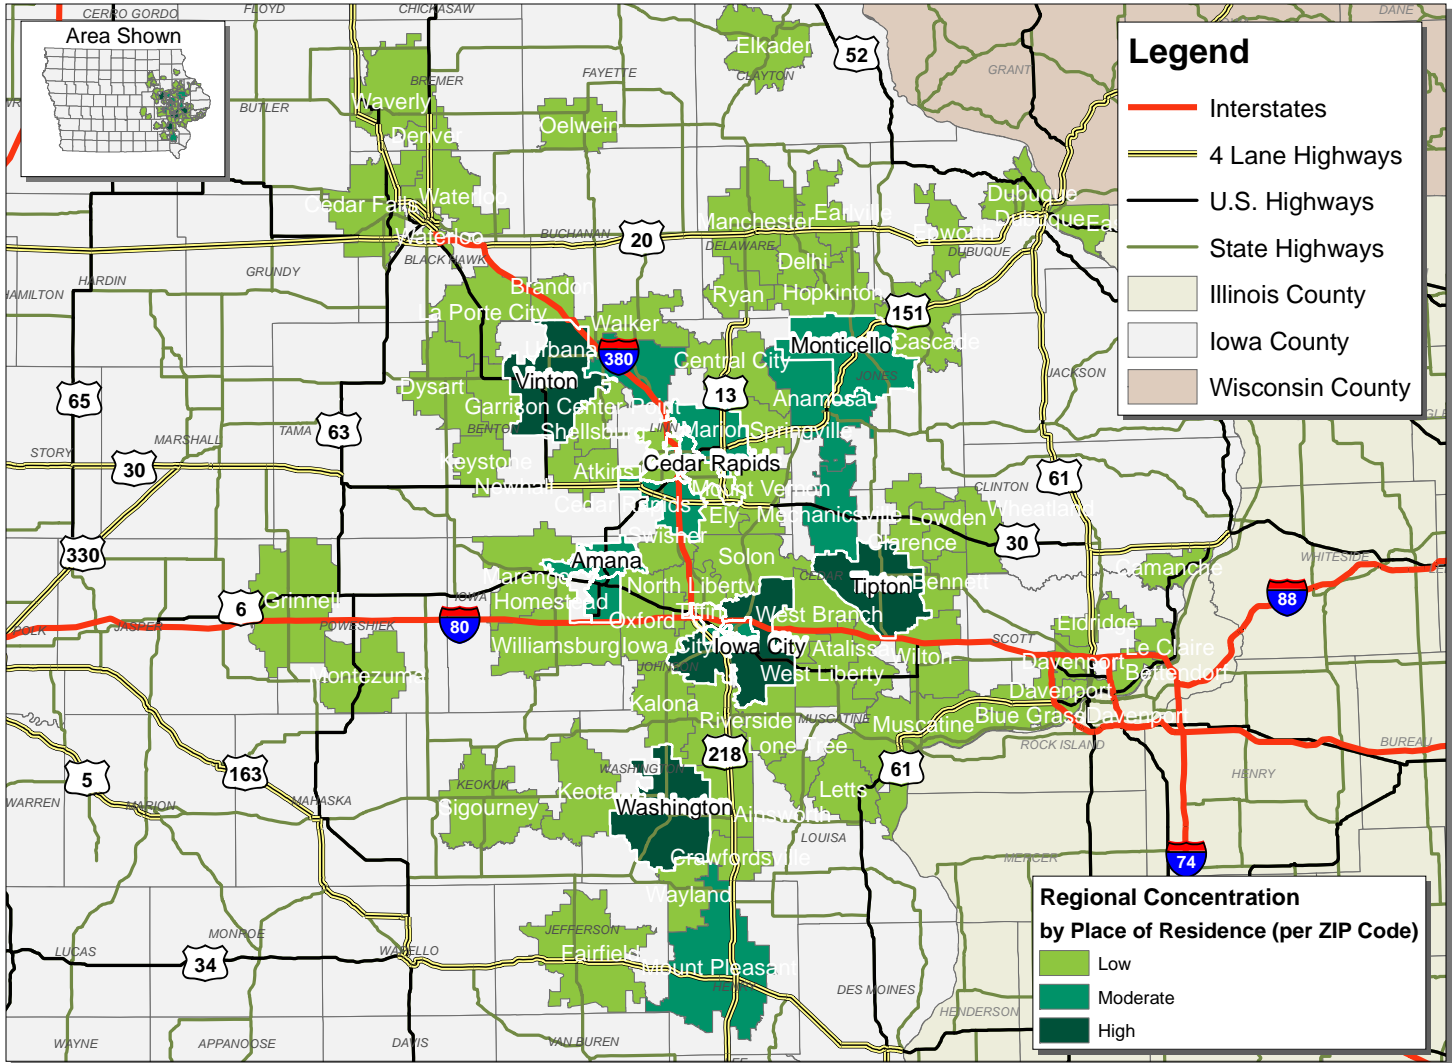 CERRO GORDO
FLOYD
CHICKASAW
DANE
Area Shown
Elkader
52
Legend
BREMER
FAYETTE
CLAYTON
GRANT
BUTLER
Waverly
Oelwein
Interstates
Denver
4 Lane Highways
Dubuque
U.S. Highways
Cedar Falls
Waterloo
Manchester
Earlville
Epworth
Dubuque
Waterloo
BUCHANAN
20
DELAWARE
DUBUQUE
State Highways
BLACK HAWK
Delhi
GRUNDY
HARDIN
HAMILTON
Brandon
Ryan
Hopkinton
Illinois County
La Porte City
Walker
151
Iowa County
Urbana
380
Central City
Monticello
Cascade
Vinton
JONES
JACKSON
Wisconsin County
65
Dysart
13
Anamosa
Garrison
Center Point
63
TAMA
BENTON
Shellsburg
LINN
Marion
Springville
MARSHALL
STORY
30
Keystone
Atkins
Cedar Rapids
61
Newhall
Mount Vernon
CLINTON
Cedar Rapids
Ely
Mechanicsville
Lowden
Wheatland
330
Swisher
Clarence
30
Amana
Solon
WHITESIDE
Camanche
Marengo
North Liberty
CEDAR
Tipton
Bennett
6
Grinnell
IOWA
Homestead
Tiffin
West Branch
88
POLK
JASPER
POWESHIEK
80
Oxford
Eldridge
SCOTT
Williamsburg
Iowa City
Iowa City
Atalissa
Wilton
Le Claire
Montezuma
JOHNSON
West Liberty
Davenport
Bettendorf
Davenport
Kalona
Riverside
MUSCATINE
Muscatine
Blue Grass
Davenport
Lone Tree
ROCK ISLAND
BUREAU
5
163
218
61
WASHINGTON
HENRY
KEOKUK
Keota
Letts
WARREN
MARION
MAHASKA
Sigourney
Washington
Ainsworth
LOUISA
Crawfordsville
MERCER
74
Wayland
Regional Concentration
by Place of Residence (per ZIP Code)
JEFFERSON
MONROE
LUCAS
WAPELLO
34
Fairfield
Mount Pleasant
Low
HENRY
DES MOINES
Moderate
HENDERSON
High
WAYNE
APPANOOSE
DAVIS
VAN BUREN